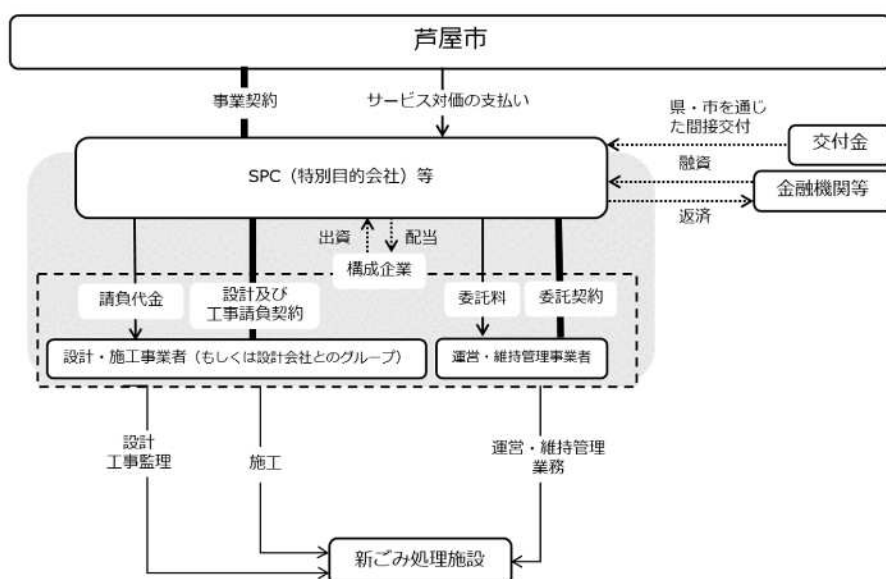 芦屋市
事業契約
サービス対価の支払い
県・市を通じ
た間接交付
交付金
SPC（特別目的会社）等
融資
金融機関等
返済
出資
配当
構成企業
請負代金
設計及び
工事請負契約
委託料
委託契約
設計・施工事業者（もしくは設計会社とのグループ）
運営・維持管理事業者
設計
工事監理
施工
運営・維持管理
業務
新ごみ処理施設